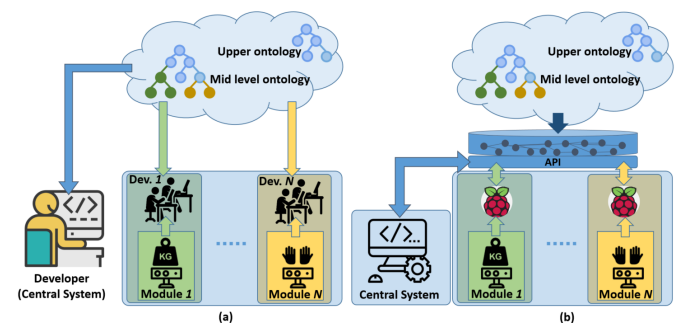 Upper ontology
Mid level ontology
Dev. 1
Dev. N
</>
KG
Module 1
Module N
Developer
(Central System)
(a)
Upper ontology
Mid level ontology
API
</>...
KG
Central System
Module 1
Module N
(b)